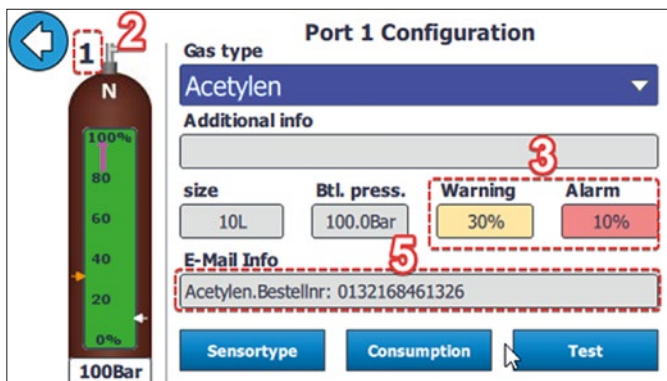 Port 1 Configuration
1 2
N
100%
80
60
40
20
0%
100Bar
Gas type
Acetylen
Additional info
3
size Btl. press. Warning Alarm
10L 100.0Bar 30% 10%
5
E-Mail Info
Acetylen.Bestellnr: 0132168461326
Sensortype Consumption Test